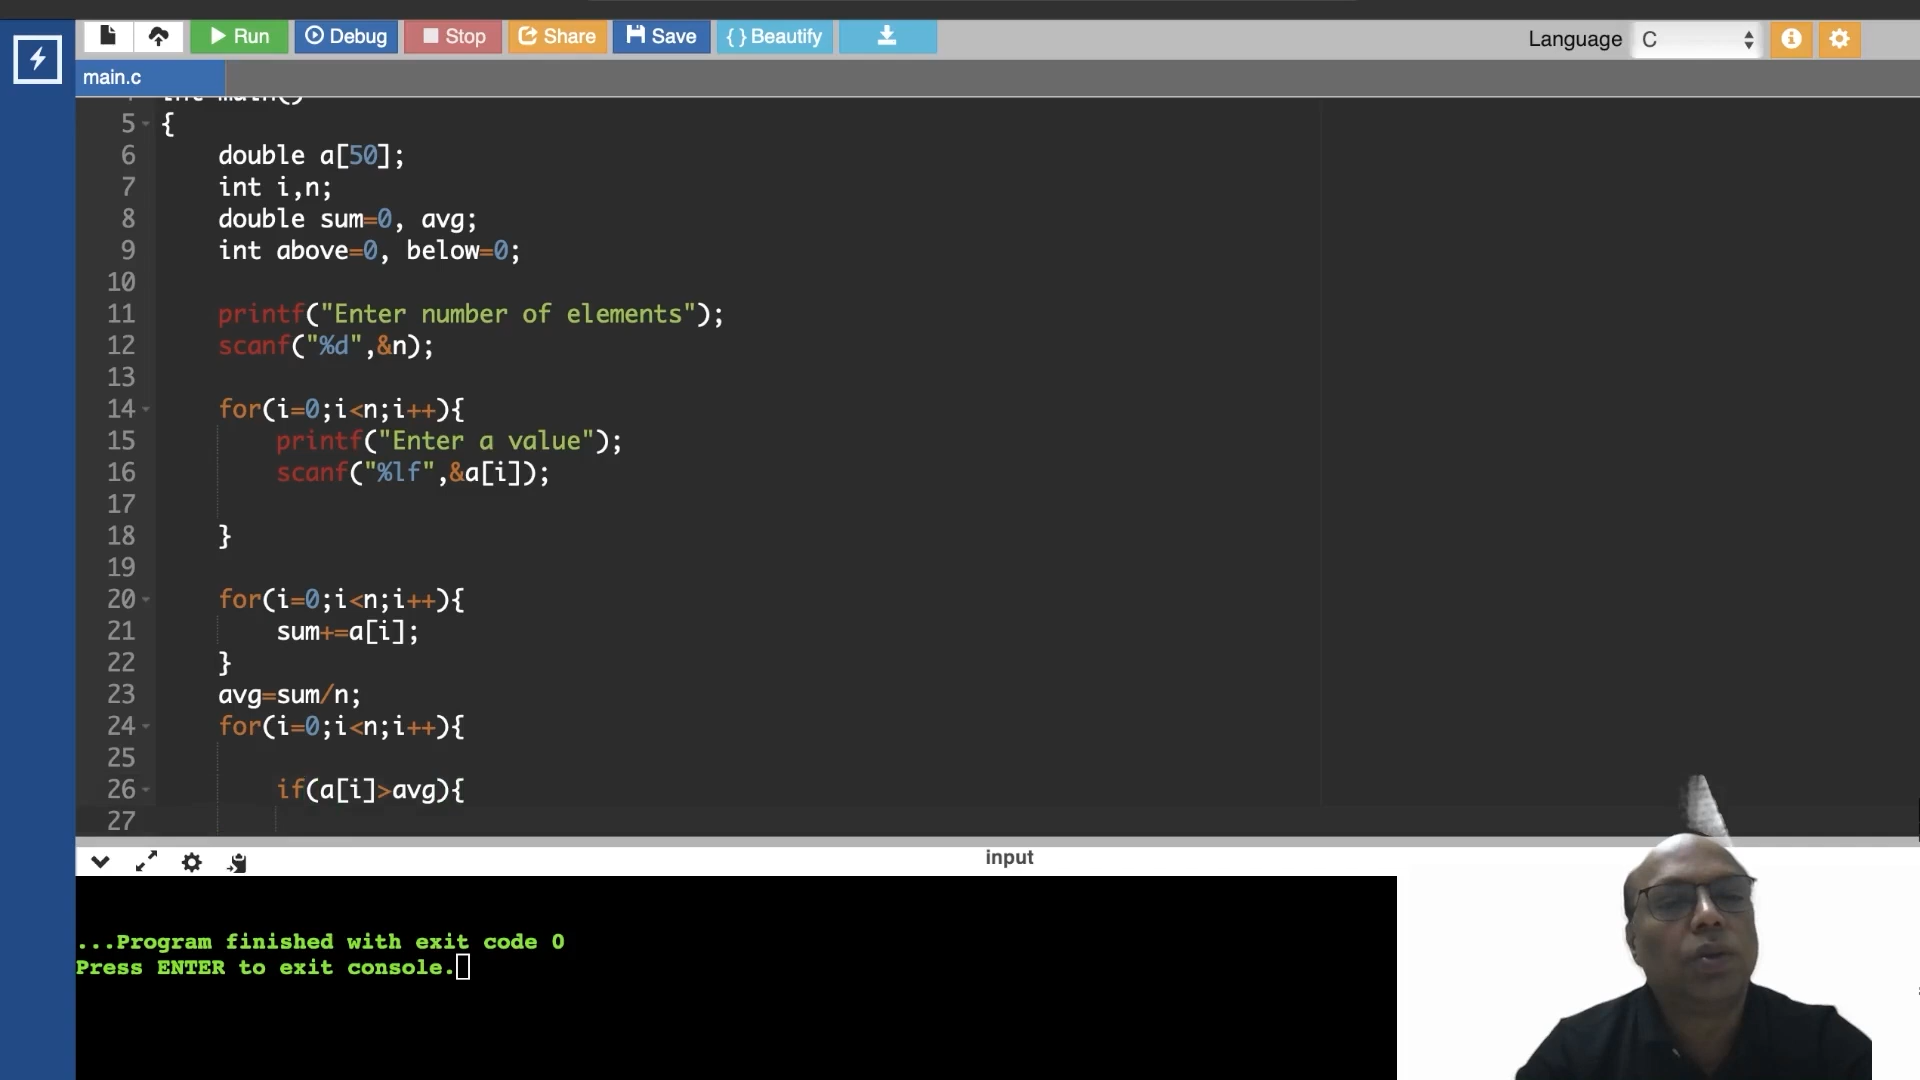 Run Debug Stop Share Save {} Beautify Language C
main.c
4 int main()
5 {
6 double a[50];
7 int i,n;
8 double sum=0, avg;
9 int above=0, below=0;
10
11 printf("Enter number of elements");
12 scanf("%d",&n);
13
14 for(i=0;i<n;i++){
15 printf("Enter a value");
16 scanf("%lf",&a[i]);
17
18 }
19
20 for(i=0;i<n;i++){
21 sum+=a[i];
22 }
23 avg=sum/n;
24 for(i=0;i<n;i++){
25
26 if(a[i]>avg){
27
input
...Program finished with exit code 0
Press ENTER to exit console.